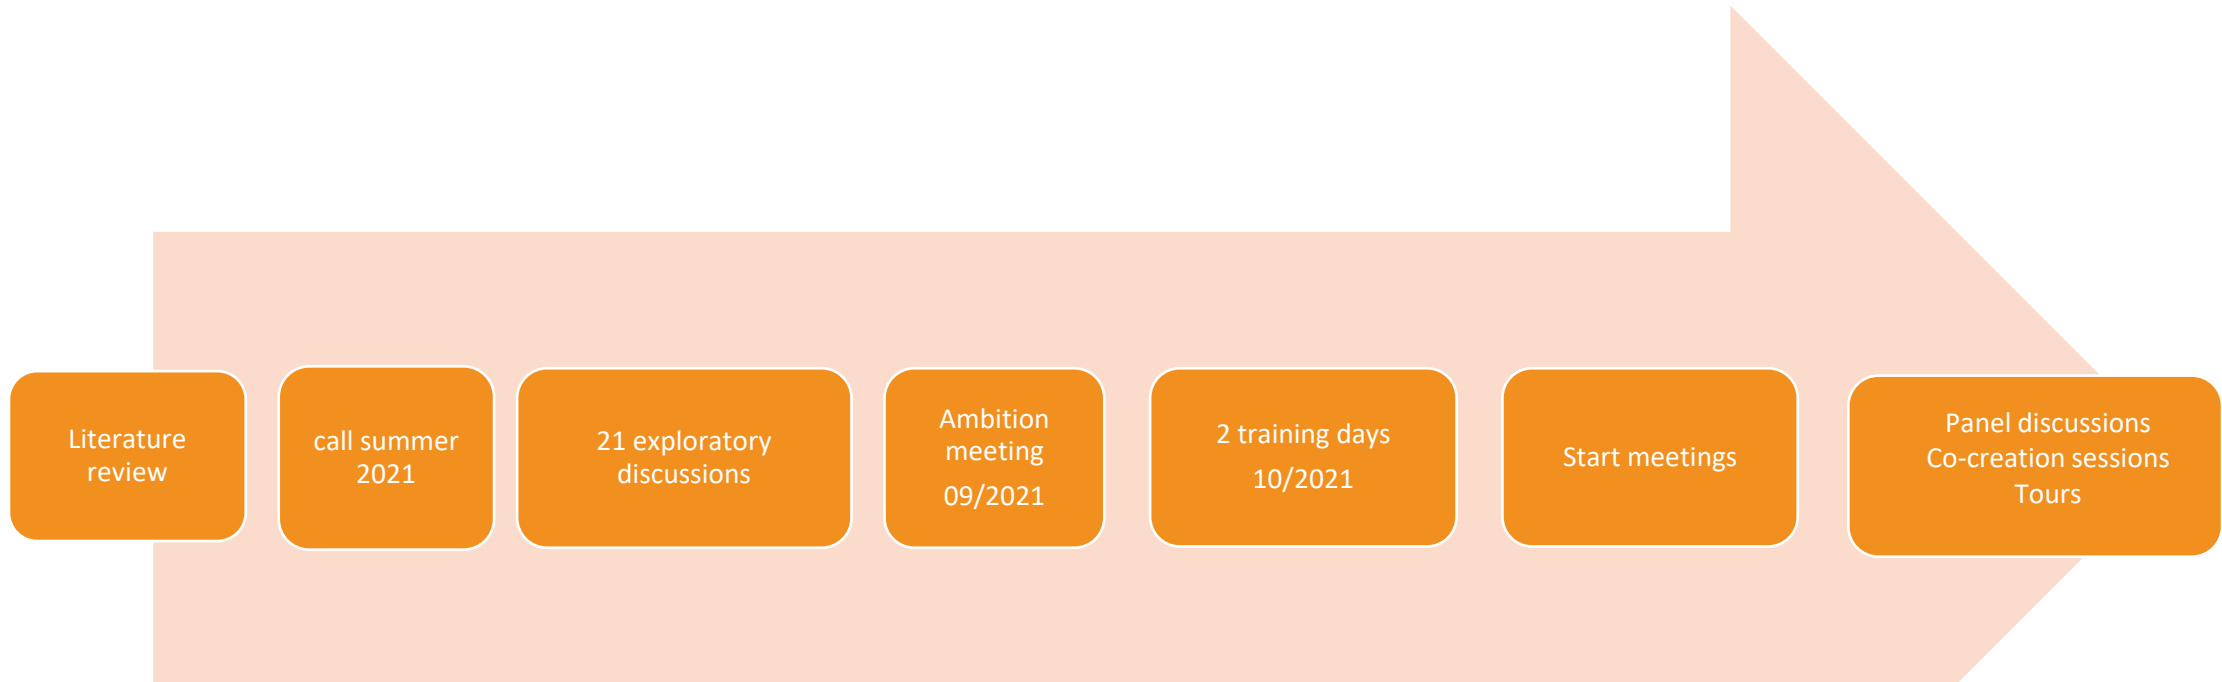 Literature
review
call summer
2021
21 exploratory
discussions
Ambition
meeting
09/2021
2 training days
10/2021
Start meetings
Panel discussions
Co-creation sessions
Tours